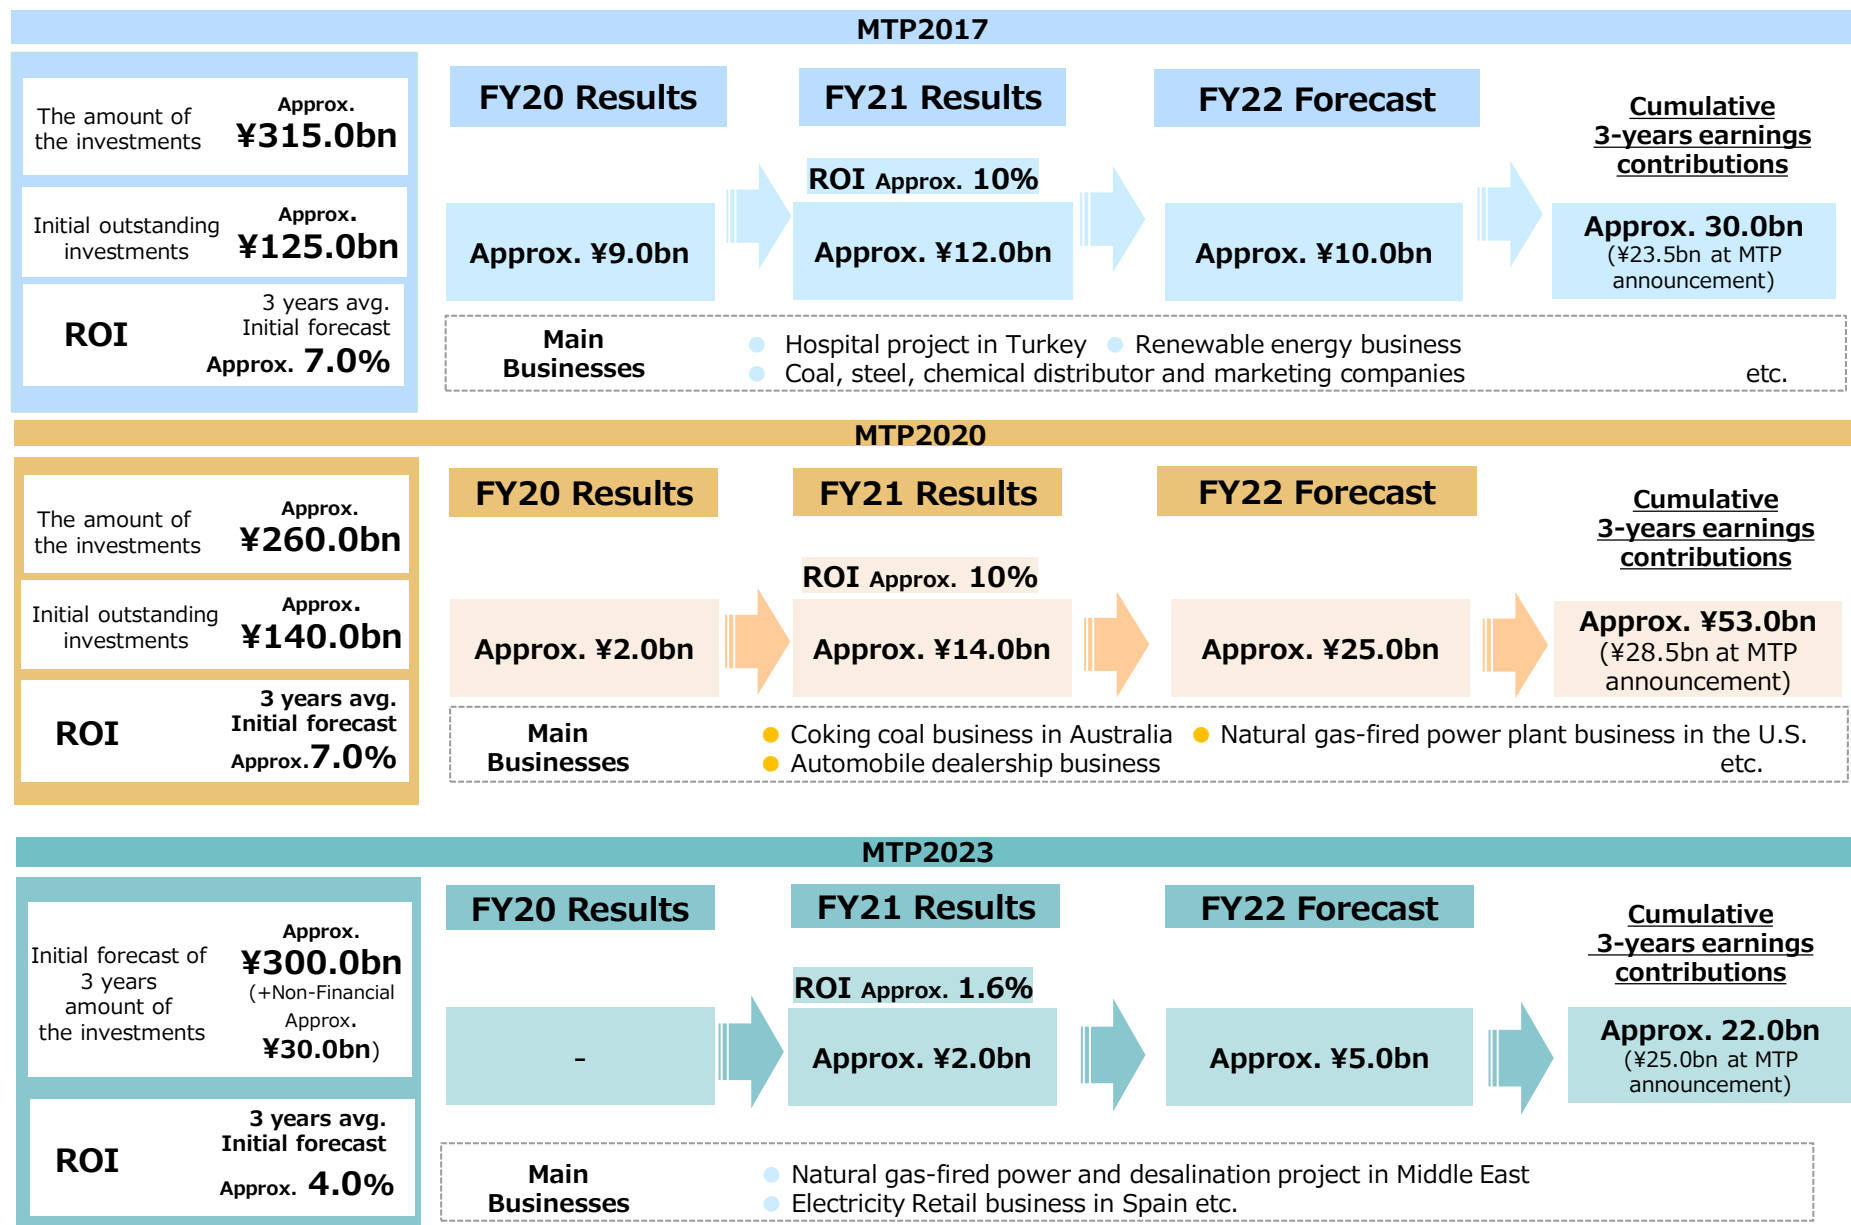 MTP2017
The amount of
the investments
Approx.
¥315.0bn
Initial outstanding
investments
Approx.
¥125.0bn
ROI
3 years avg.
Initial forecast
Approx. 7.0%
FY20 Results
FY21 Results
FY22 Forecast
Cumulative
3-years earnings
contributions
ROI Approx. 10%
Approx. ¥9.0bn
Approx. ¥12.0bn
Approx. ¥10.0bn
Approx. 30.0bn
(¥23.5bn at MTP
announcement)
Main
Businesses
Hospital project in Turkey
Renewable energy business
Coal, steel, chemical distributor and marketing companies
etc.
MTP2020
The amount of
the investments
Approx.
¥260.0bn
Initial outstanding
investments
Approx.
¥140.0bn
ROI
3 years avg.
Initial forecast
Approx.7.0%
FY20 Results
FY21 Results
FY22 Forecast
Cumulative
3-years earnings
contributions
ROI Approx. 10%
Approx. ¥2.0bn
Approx. ¥14.0bn
Approx. ¥25.0bn
Approx. ¥53.0bn
(¥28.5bn at MTP
announcement)
Main
Businesses
Coking coal business in Australia
Natural gas-fired power plant business in the U.S.
Automobile dealership business
etc.
MTP2023
Initial forecast of
3 years
amount of
the investments
Approx.
¥300.0bn
(+Non-Financial
Approx.
¥30.0bn)
ROI
3 years avg.
Initial forecast
Approx. 4.0%
FY20 Results
FY21 Results
FY22 Forecast
Cumulative
3-years earnings
contributions
ROI Approx. 1.6%
-
Approx. ¥2.0bn
Approx. ¥5.0bn
Approx. 22.0bn
(¥25.0bn at MTP
announcement)
Main
Businesses
Natural gas-fired power and desalination project in Middle East
Electricity Retail business in Spain etc.